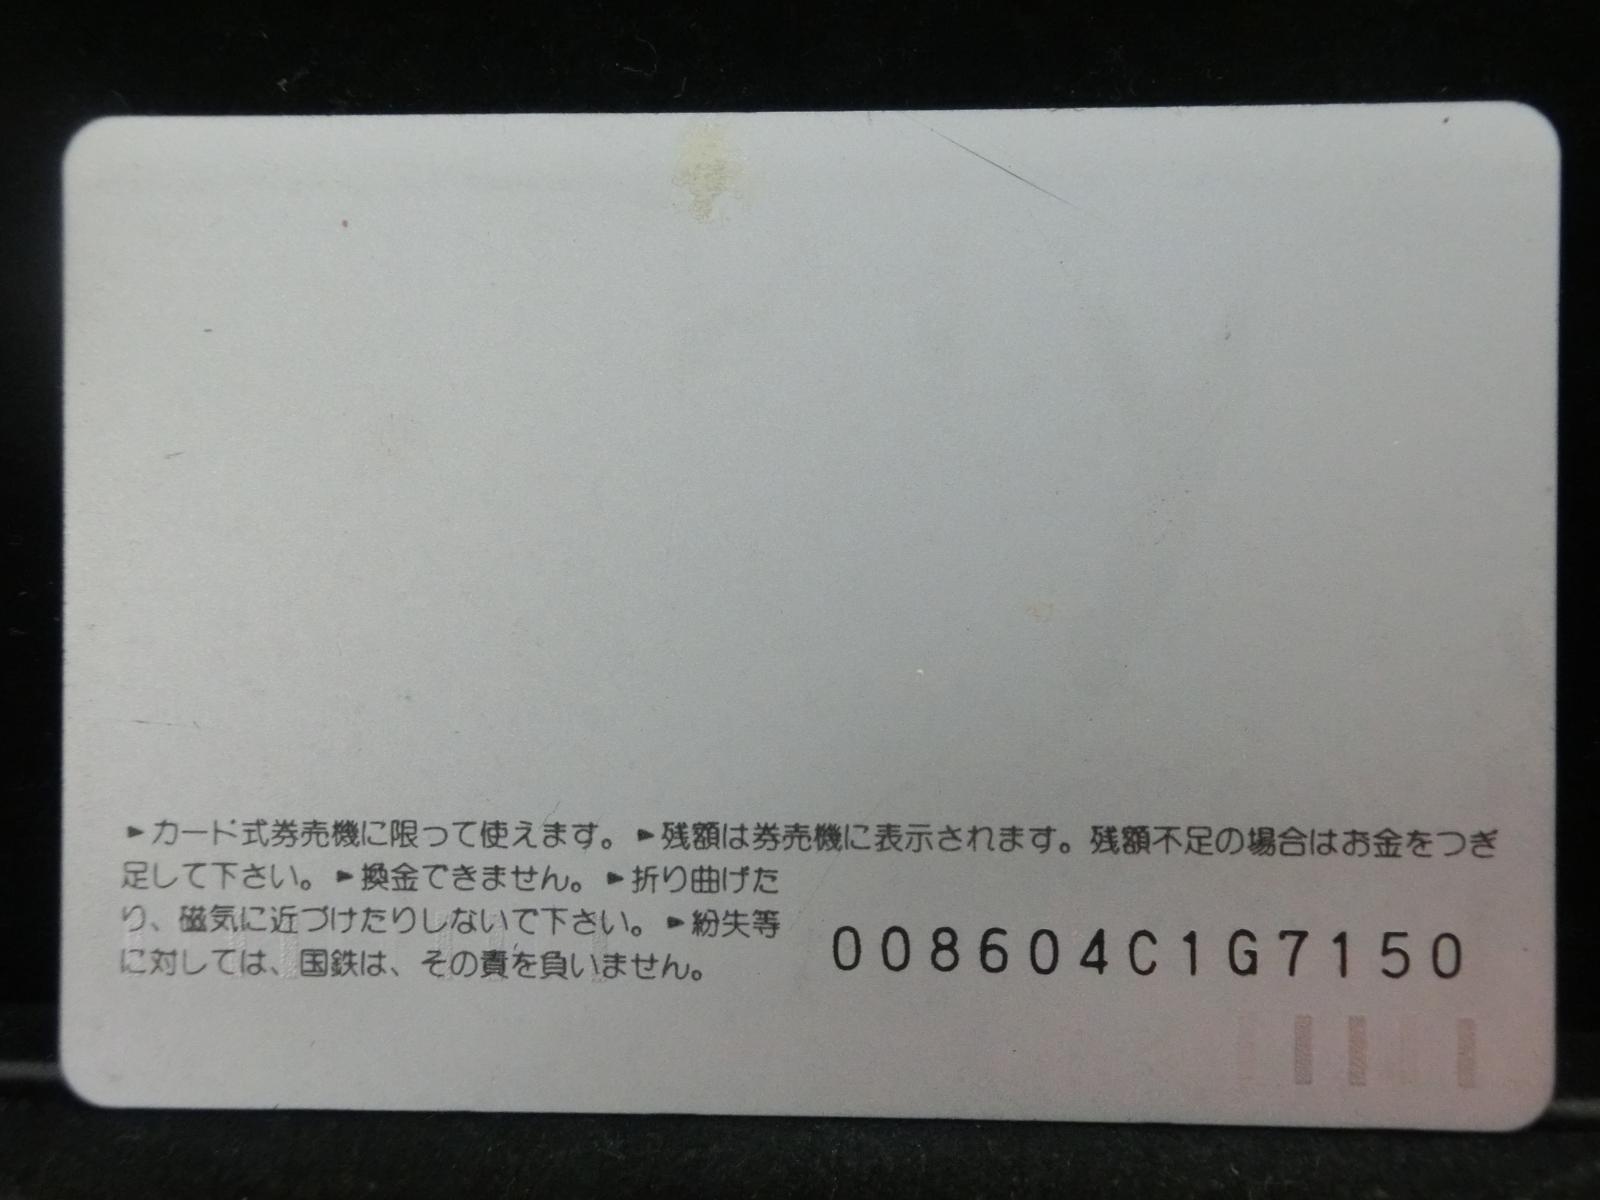 ▶カード式券売機に限って使えます。▶残額は券売機に表示されます。残額不足の場合はお金をつぎ
足して下さい。▶換金できません。▶折り曲げた
り、磁気に近づけたりしないで下さい。▶紛失等
に対しては、国鉄は、その責を負いません。
008604C1G7150